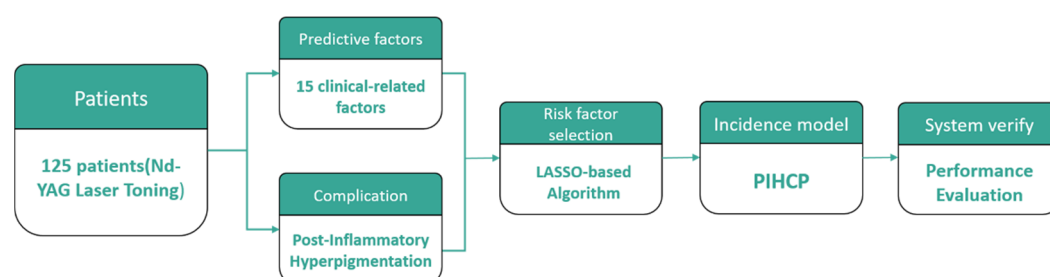 Patients
125 patients(Nd-
YAG Laser Toning)
Predictive factors
15 clinical-related
factors
Complication
Post-Inflammatory
Hyperpigmentation
Risk factor
selection
LASSO-based
Algorithm
Incidence model
PIHCP
System verify
Performance
Evaluation